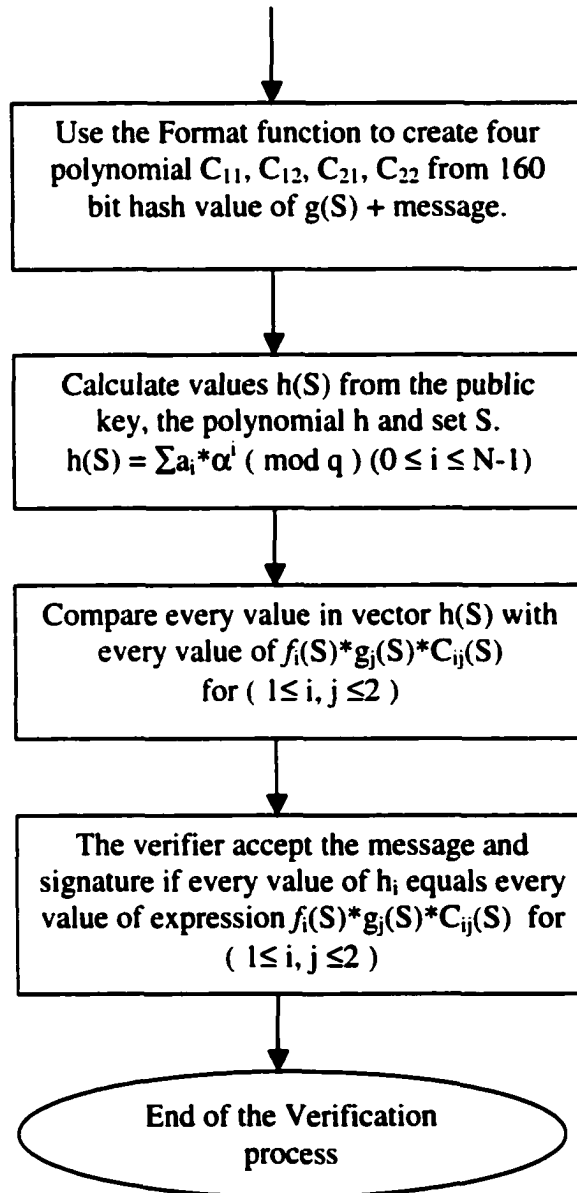 Use the Format function to create four
polynomial C₁₁, C₁₂, C₂₁, C₂₂ from 160
bit hash value of g(S) + message.
Calculate values h(S) from the public
key, the polynomial h and set S.
h(S) = ∑aᵢ*αⁱ ( mod q ) (0 ≤ i ≤ N-1)
Compare every value in vector h(S) with
every value of fᵢ(S)*gⱼ(S)*Cᵢⱼ(S)
for ( 1≤ i, j ≤2 )
The verifier accept the message and
signature if every value of hᵢ equals every
value of expression fᵢ(S)*gⱼ(S)*Cᵢⱼ(S) for
( 1≤ i, j ≤2 )
End of the Verification
process